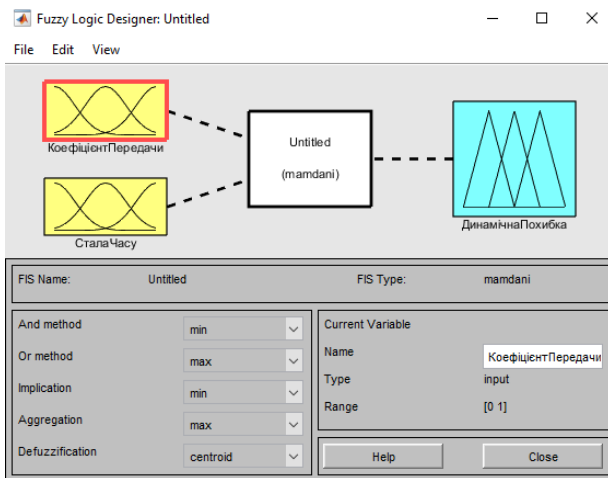 Fuzzy Logic Designer: Untitled
File Edit View
КоефіцієнтПередачи
СталаЧасу
Untitled
(mamdani)
ДинамічнаПохибка
FIS Name: Untitled FIS Type: mamdani
And method min
Or method max
Implication min
Aggregation max
Defuzzification centroid
Current Variable
Name КоефіцієнтПередачи
Type input
Range [0 1]
Help Close